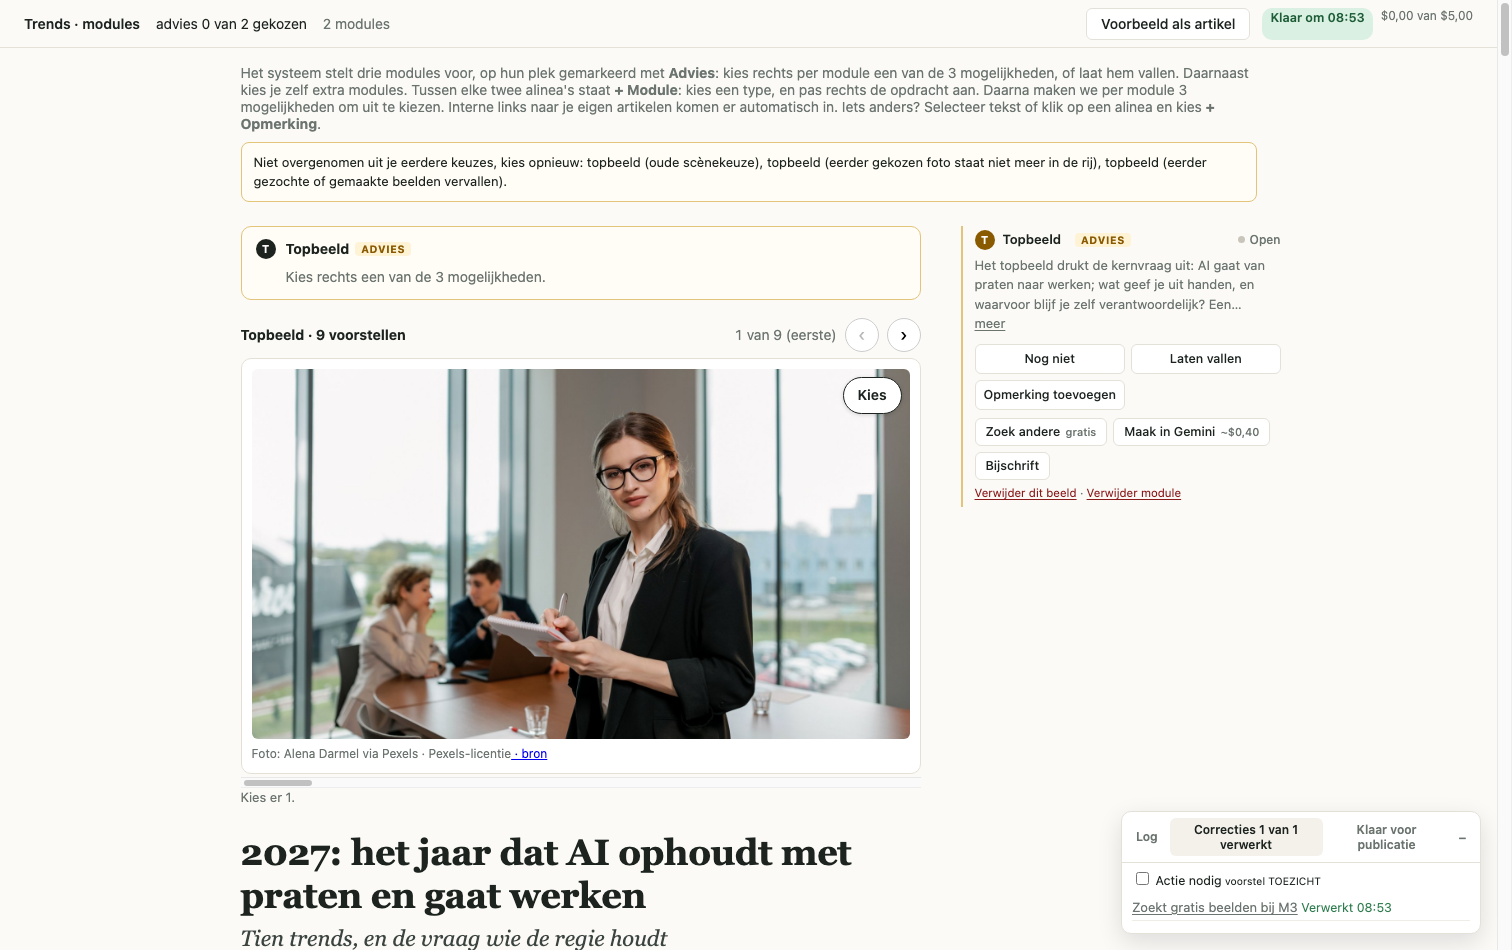 Trends · modules advies 0 van 2 gekozen 2 modules Voorbeeld als artikel Klaar om 08:53 $0,00 van $5,00
Het systeem stelt drie modules voor, op hun plek gemarkeerd met Advies: kies rechts per module een van de 3 mogelijkheden, of laat hem vallen. Daarnaast
kies je zelf extra modules. Tussen elke twee alinea's staat + Module: kies een type, en pas rechts de opdracht aan. Daarna maken we per module 3
mogelijkheden om uit te kiezen. Interne links naar je eigen artikelen komen er automatisch in. Iets anders? Selecteer tekst of klik op een alinea en kies +
Opmerking.
Niet overgenomen uit je eerdere keuzes, kies opnieuw: topbeeld (oude scènekeuze), topbeeld (eerder gekozen foto staat niet meer in de rij), topbeeld (eerder
gezochte of gemaakte beelden vervallen).
T Topbeeld ADVIES
Kies rechts een van de 3 mogelijkheden.
Topbeeld · 9 voorstellen 1 van 9 (eerste) ‹ ›
Kies
Foto: Alena Darmel via Pexels · Pexels-licentie · bron
Kies er 1.
2027: het jaar dat AI ophoudt met
praten en gaat werken
Tien trends, en de vraag wie de regie houdt
T Topbeeld ADVIES Open
Het topbeeld drukt de kernvraag uit: AI gaat van
praten naar werken; wat geef je uit handen, en
waarvoor blijf je zelf verantwoordelijk? Een…
meer
Nog niet Laten vallen
Opmerking toevoegen
Zoek andere gratis Maak in Gemini ~$0,40
Bijschrift
Verwijder dit beeld · Verwijder module
Log Correcties 1 van 1 verwerkt Klaar voor publicatie –
Actie nodig voorstel TOEZICHT
Zoekt gratis beelden bij M3 Verwerkt 08:53